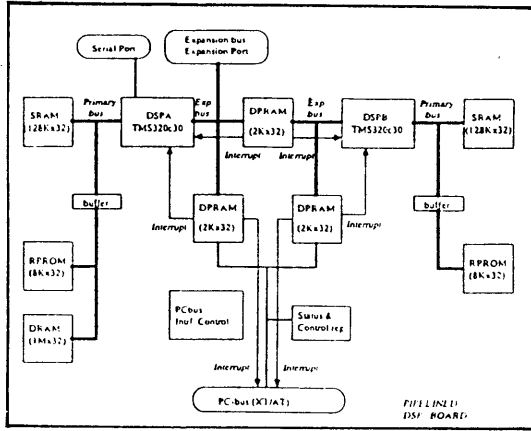 Serial Port
Expansion bus
Expansion Port
SRAM
(128Kx32)
Primary
bus
DSPA
TMS320c30
Exp
bus
DPRAM
(2Kx32)
Exp
bus
DSPB
TMS320c30
Primary
bus
SRAM
(128Kx32)
Interrupt
Interrupt
buffer
Interrupt
DPRAM
(2Kx32)
DPRAM
(2Kx32)
Interrupt
buffer
RPROM
(8Kx32)
RPROM
(8Kx32)
DRAM
(1Mx32)
PCbus
Intf. Control
Status &
Control reg
Interrupt
Interrupt
PC-bus (XT/AT)
PIPELINED
DSP BOARD